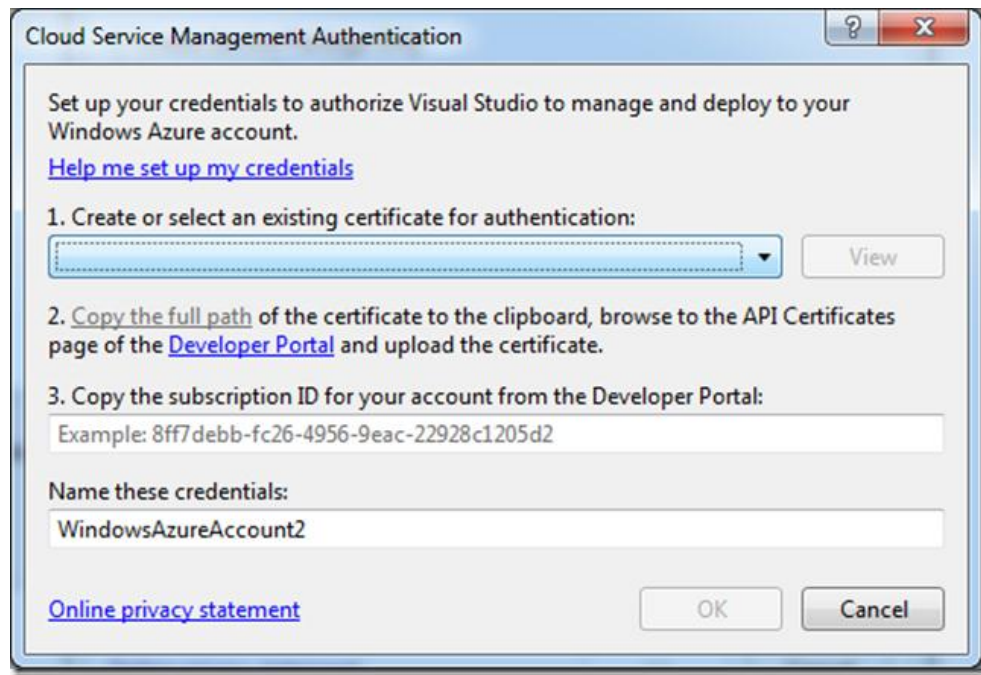 Cloud Service Management Authentication
Set up your credentials to authorize Visual Studio to manage and deploy to your
Windows Azure account.
Help me set up my credentials
1. Create or select an existing certificate for authentication:
View
2. Copy the full path of the certificate to the clipboard, browse to the API Certificates
page of the Developer Portal and upload the certificate.
3. Copy the subscription ID for your account from the Developer Portal:
Example: 8ff7debb-fc26-4956-9eac-22928c1205d2
Name these credentials:
WindowsAzureAccount2
Online privacy statement
OK
Cancel